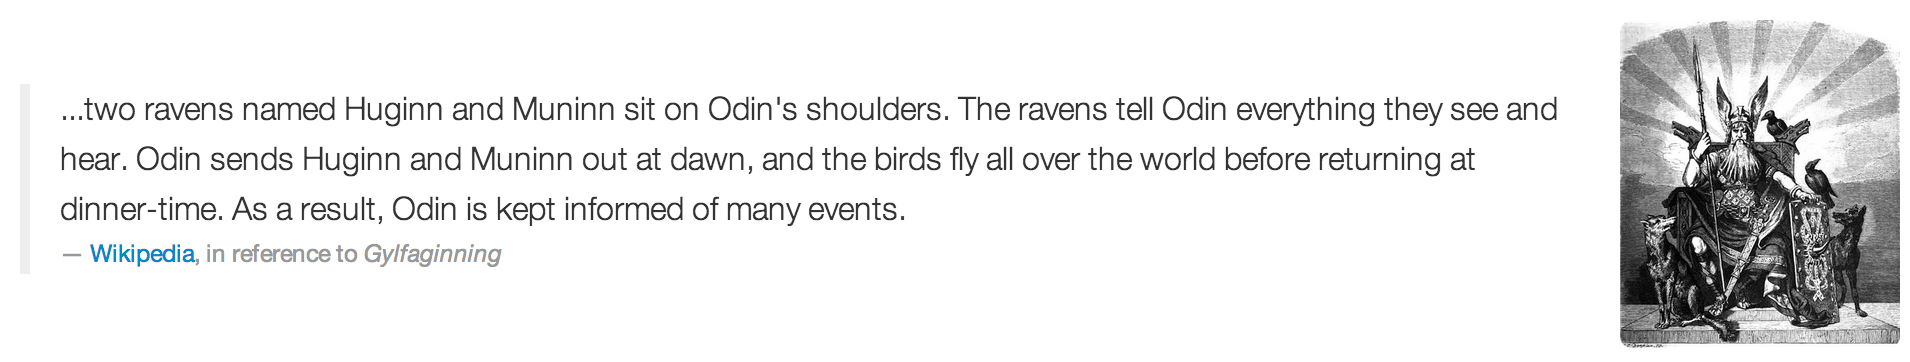 ...two ravens named Huginn and Muninn sit on Odin's shoulders. The ravens tell Odin everything they see and
hear. Odin sends Huginn and Muninn out at dawn, and the birds fly all over the world before returning at
dinner-time. As a result, Odin is kept informed of many events.
— Wikipedia, in reference to Gylfaginning